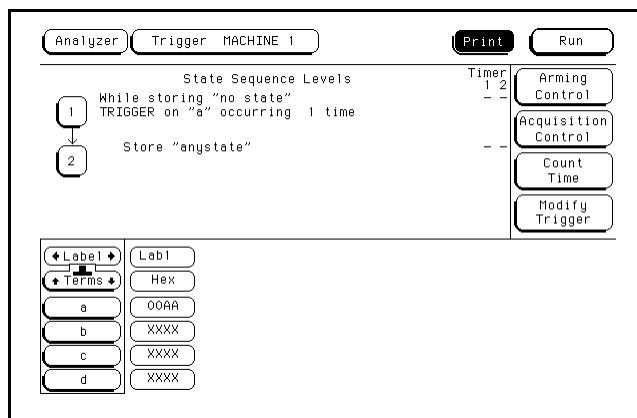 Analyzer Trigger MACHINE 1 Print Run
State Sequence Levels Timer
1 2
While storing "no state" - -
1 TRIGGER on "a" occurring 1 time
2 Store "anystate" - -
Arming
Control
Acquisition
Control
Count
Time
Modify
Trigger
Label Lab1
Terms Hex
a 00AA
b XXXX
c XXXX
d XXXX